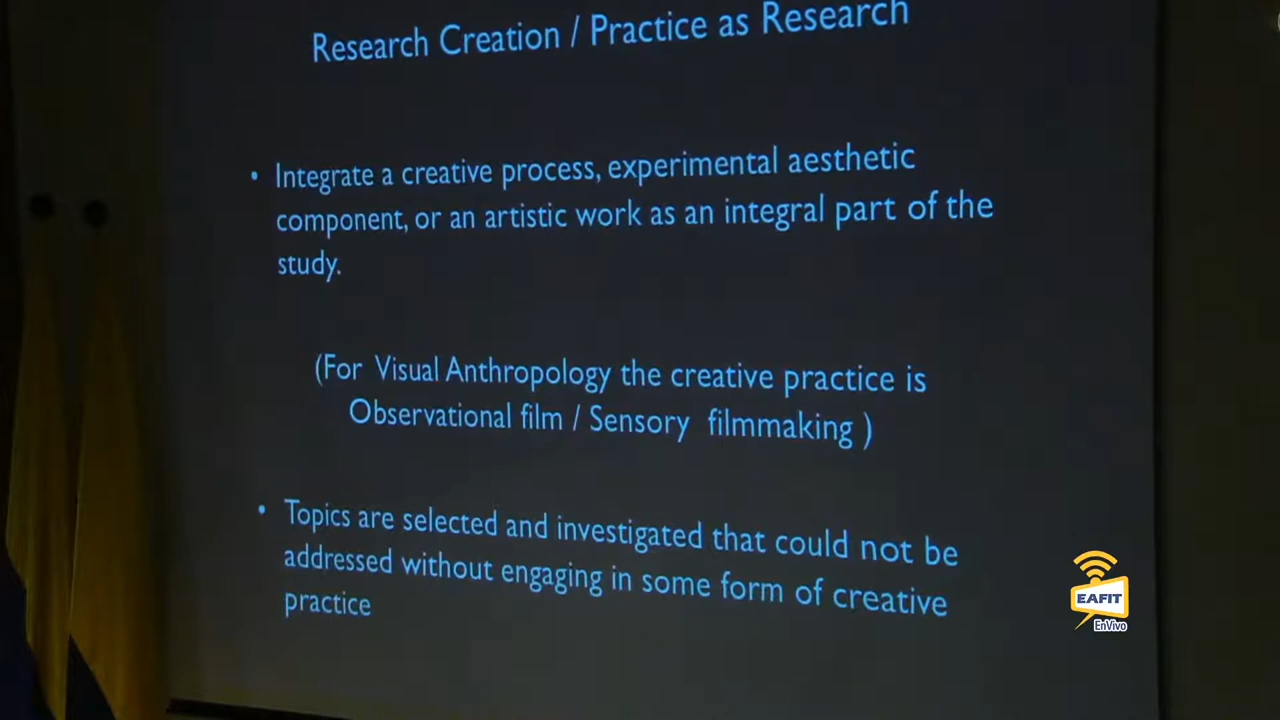 Research Creation / Practice as Research
• Integrate a creative process, experimental aesthetic
component, or an artistic work as an integral part of the
study.
(For Visual Anthropology the creative practice is
Observational film / Sensory filmmaking )
• Topics are selected and investigated that could not be
addressed without engaging in some form of creative
practice
EAFIT
EnVivo